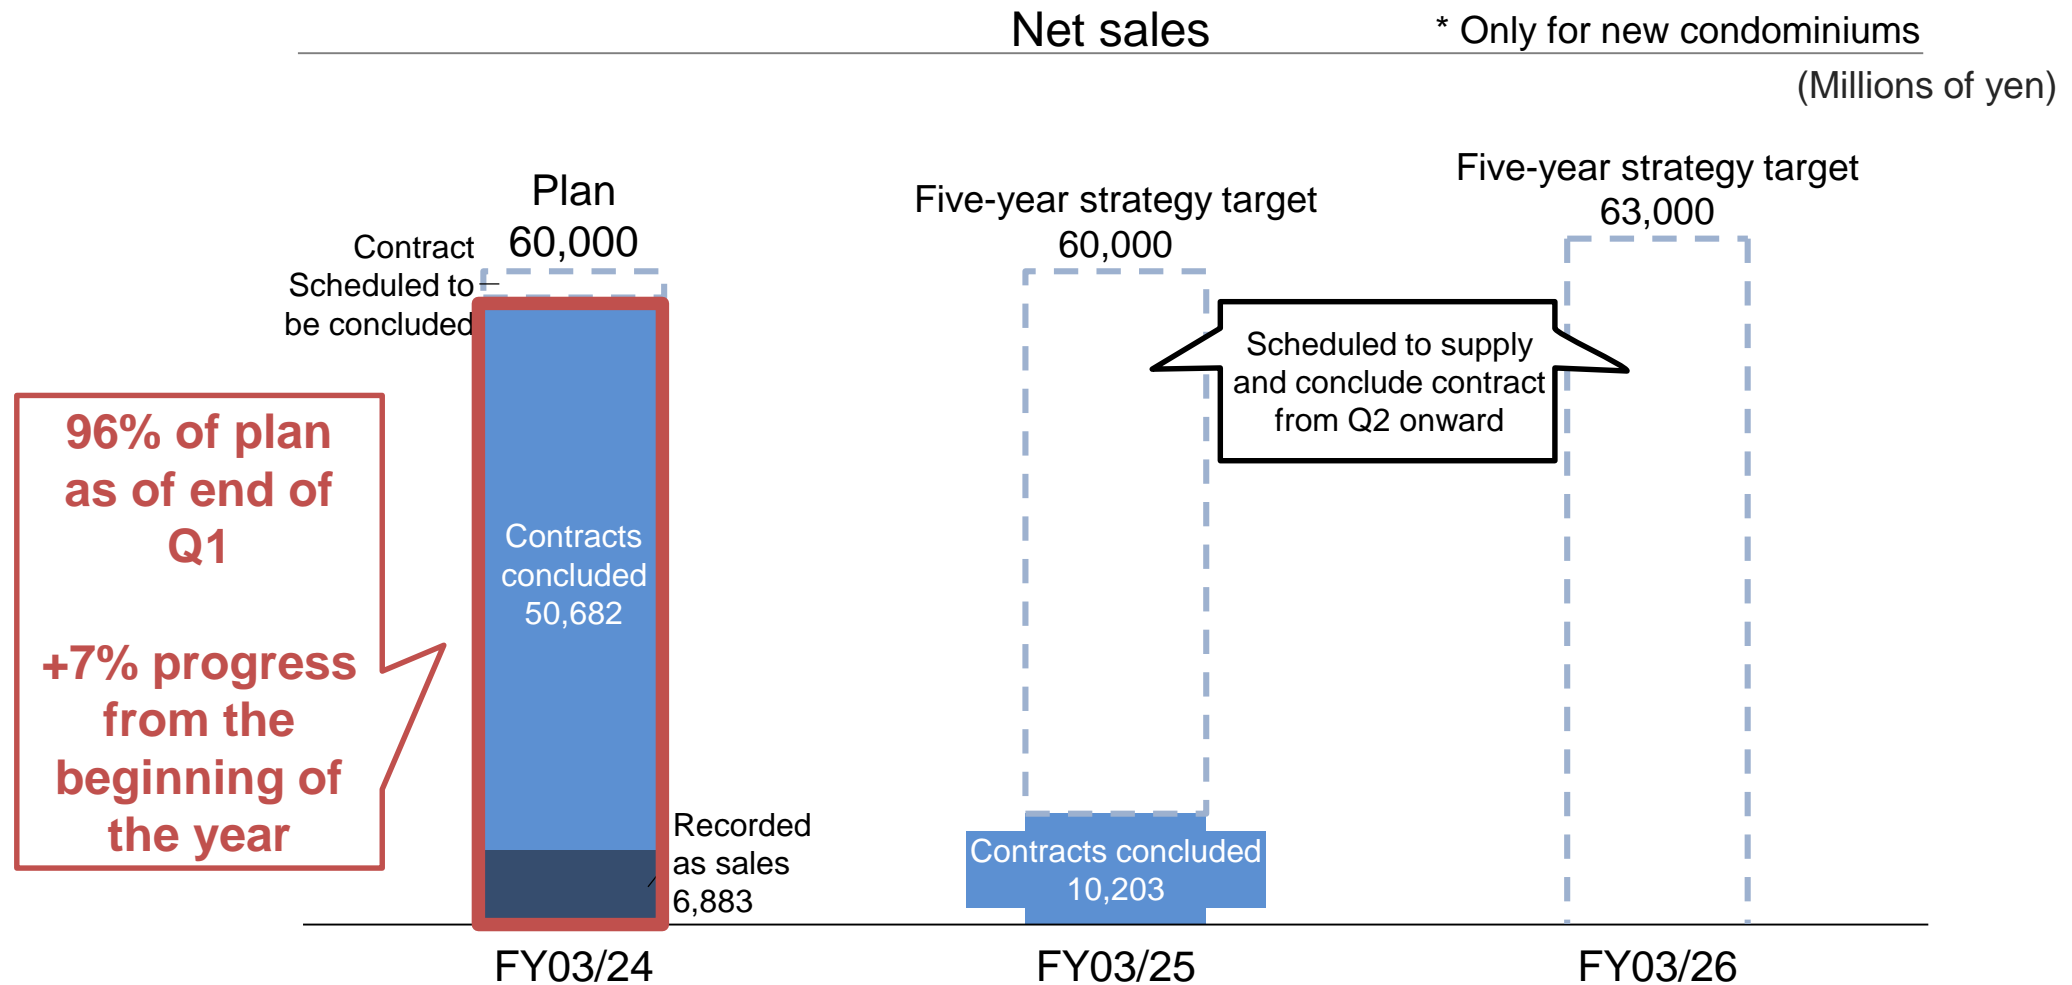 Net sales
* Only for new condominiums
(Millions of yen)
Plan
60,000
Contract
Scheduled to
be concluded
Five-year strategy target
60,000
Five-year strategy target
63,000
Scheduled to supply
and conclude contract
from Q2 onward
96% of plan
as of end of
Q1
+7% progress
from the
beginning of
the year
Contracts
concluded
50,682
Recorded
as sales
6,883
Contracts concluded
10,203
FY03/24
FY03/25
FY03/26